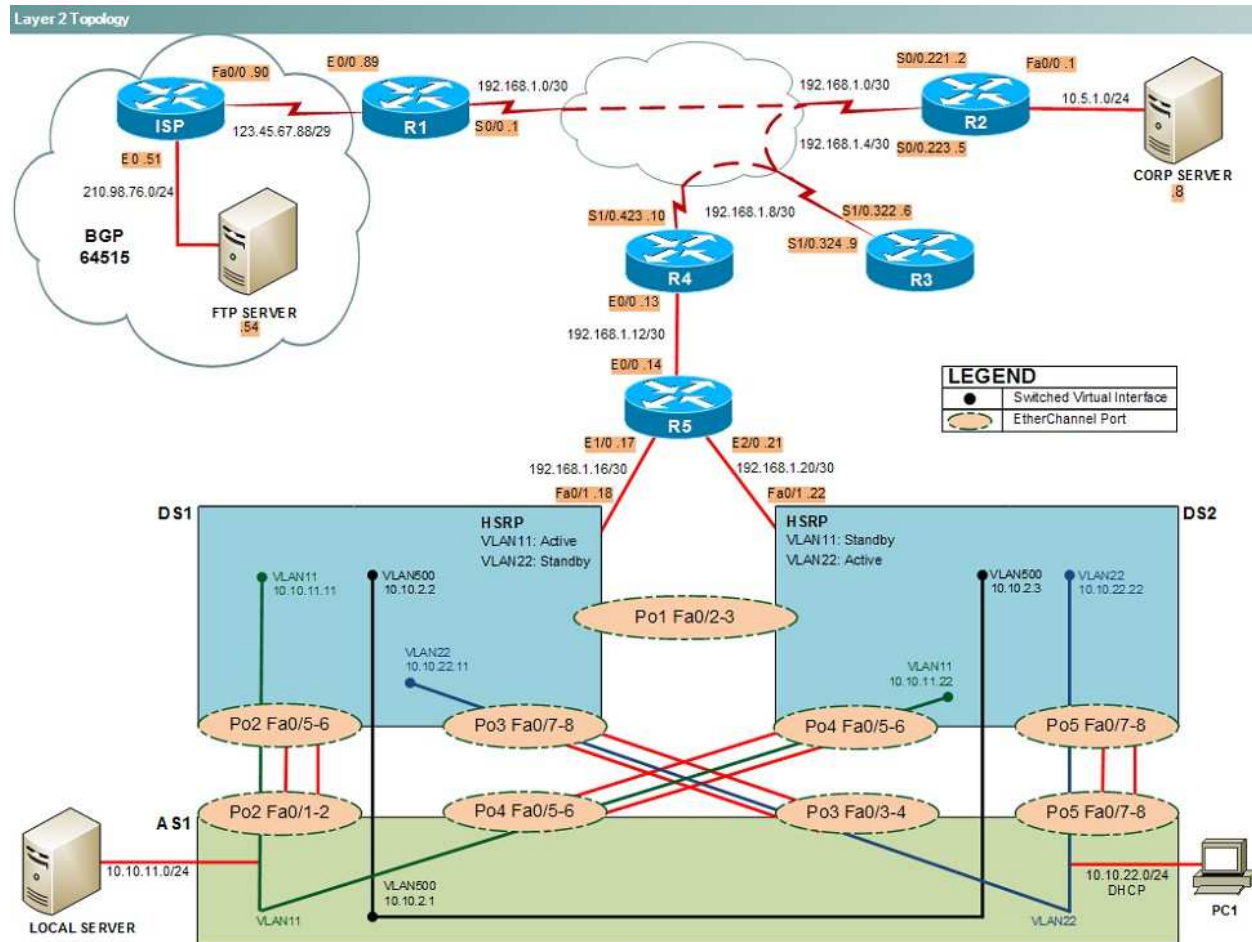 Layer 2 Topology
Fa0/0 .90
E0/0 .89
192.168.1.0/30
192.168.1.0/30
S0/0.221 .2
Fa0/0 .1
10.5.1.0/24
ISP
123.45.67.88/29
R1
S0/0 .1
R2
192.168.1.4/30
S0/0.223 .5
CORP SERVER
.8
E0 .51
210.98.76.0/24
BGP
64515
FTP SERVER
.54
S1/0.423 .10
192.168.1.8/30
S1/0.322 .6
S1/0.324 .9
R4
R3
E0/0 .13
192.168.1.12/30
E0/0 .14
R5
LEGEND
Switched Virtual Interface
EtherChannel Port
E1/0 .17
E2/0 .21
192.168.1.16/30
192.168.1.20/30
Fa0/1 .18
Fa0/1 .22
DS1
HSRP
VLAN11: Active
VLAN22: Standby
HSRP
VLAN11: Standby
VLAN22: Active
DS2
VLAN11
10.10.11.11
VLAN500
10.10.2.2
VLAN500
10.10.2.3
VLAN22
10.10.22.22
Po1 Fa0/2-3
VLAN22
10.10.22.11
VLAN11
10.10.11.22
Po2 Fa0/5-6
Po3 Fa0/7-8
Po4 Fa0/5-6
Po5 Fa0/7-8
AS1
Po2 Fa0/1-2
Po4 Fa0/5-6
Po3 Fa0/3-4
Po5 Fa0/7-8
10.10.11.0/24
LOCAL SERVER
VLAN11
VLAN500
10.10.2.1
VLAN22
10.10.22.0/24
DHCP
PC1